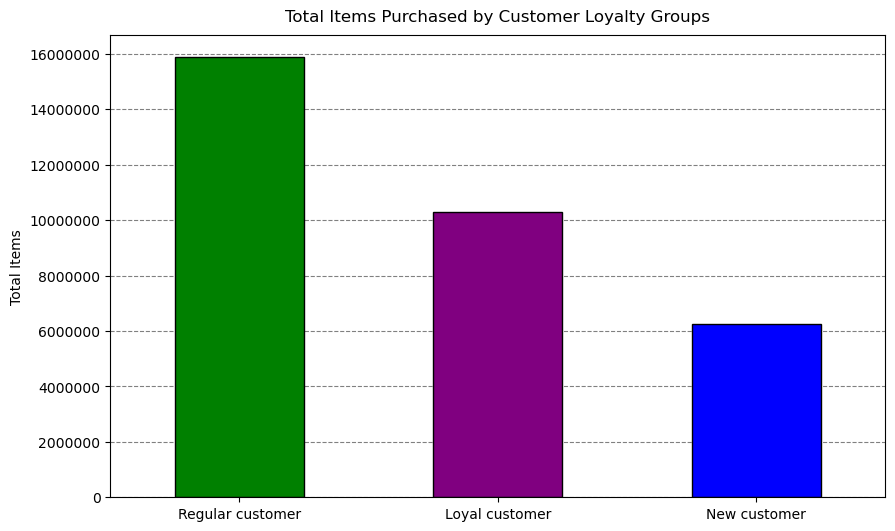 Total Items Purchased by Customer Loyalty Groups
16000000
14000000
12000000
10000000
8000000
6000000
4000000
2000000
0
Total Items
Regular customer
Loyal customer
New customer